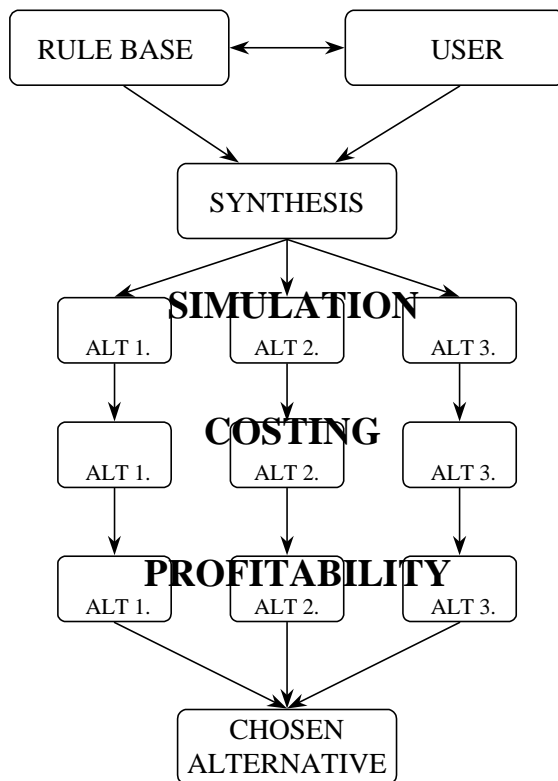 RULE BASE
USER
SYNTHESIS
SIMULATION
ALT 1.
ALT 2.
ALT 3.
COSTING
ALT 1.
ALT 2.
ALT 3.
PROFITABILITY
ALT 1.
ALT 2.
ALT 3.
CHOSEN
ALTERNATIVE